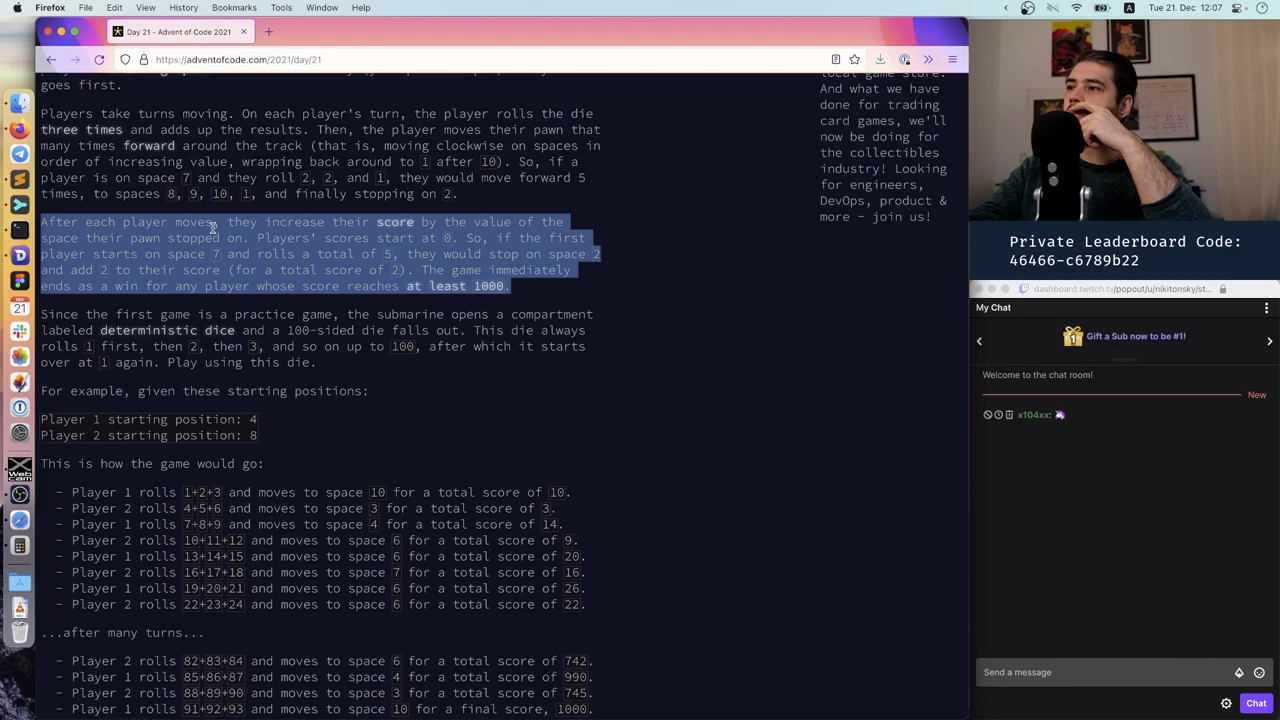 Firefox File Edit View History Bookmarks Tools Window Help
A Tue 21. Dec 12:07
Day 21 - Advent of Code 2021
https://adventofcode.com/2021/day/21
goes first.
Players take turns moving. On each player's turn, the player rolls the die
three times and adds up the results. Then, the player moves their pawn that
many times forward around the track (that is, moving clockwise on spaces in
order of increasing value, wrapping back around to 1 after 10). So, if a
player is on space 7 and they roll 2, 2, and 1, they would move forward 5
times, to spaces 8, 9, 10, 1, and finally stopping on 2.
After each player moves, they increase their score by the value of the
space their pawn stopped on. Players' scores start at 0. So, if the first
player starts on space 7 and rolls a total of 5, they would stop on space 2
and add 2 to their score (for a total score of 2). The game immediately
ends as a win for any player whose score reaches at least 1000.
Since the first game is a practice game, the submarine opens a compartment
labeled deterministic dice and a 100-sided die falls out. This die always
rolls 1 first, then 2, then 3, and so on up to 100, after which it starts
over at 1 again. Play using this die.
For example, given these starting positions:
Player 1 starting position: 4
Player 2 starting position: 8
This is how the game would go:
- Player 1 rolls 1+2+3 and moves to space 10 for a total score of 10.
- Player 2 rolls 4+5+6 and moves to space 3 for a total score of 3.
- Player 1 rolls 7+8+9 and moves to space 4 for a total score of 14.
- Player 2 rolls 10+11+12 and moves to space 6 for a total score of 9.
- Player 1 rolls 13+14+15 and moves to space 6 for a total score of 20.
- Player 2 rolls 16+17+18 and moves to space 7 for a total score of 16.
- Player 1 rolls 19+20+21 and moves to space 6 for a total score of 26.
- Player 2 rolls 22+23+24 and moves to space 6 for a total score of 22.
...after many turns...
- Player 2 rolls 82+83+84 and moves to space 6 for a total score of 742.
- Player 1 rolls 85+86+87 and moves to space 4 for a total score of 990.
- Player 2 rolls 88+89+90 and moves to space 3 for a total score of 745.
- Player 1 rolls 91+92+93 and moves to space 10 for a final score, 1000.
local game store.
And what we have
done for trading
card games, we'll
now be doing for
the collectibles
industry! Looking
for engineers,
DevOps, product &
more - join us!
DEC
21
Web
cam
Private Leaderboard Code:
46466-c6789b22
dashboard.twitch.tv/popout/u/nikitonsky/st...
My Chat
1
Gift a Sub now to be #1!
Welcome to the chat room!
New
x104xx:
Send a message
Chat